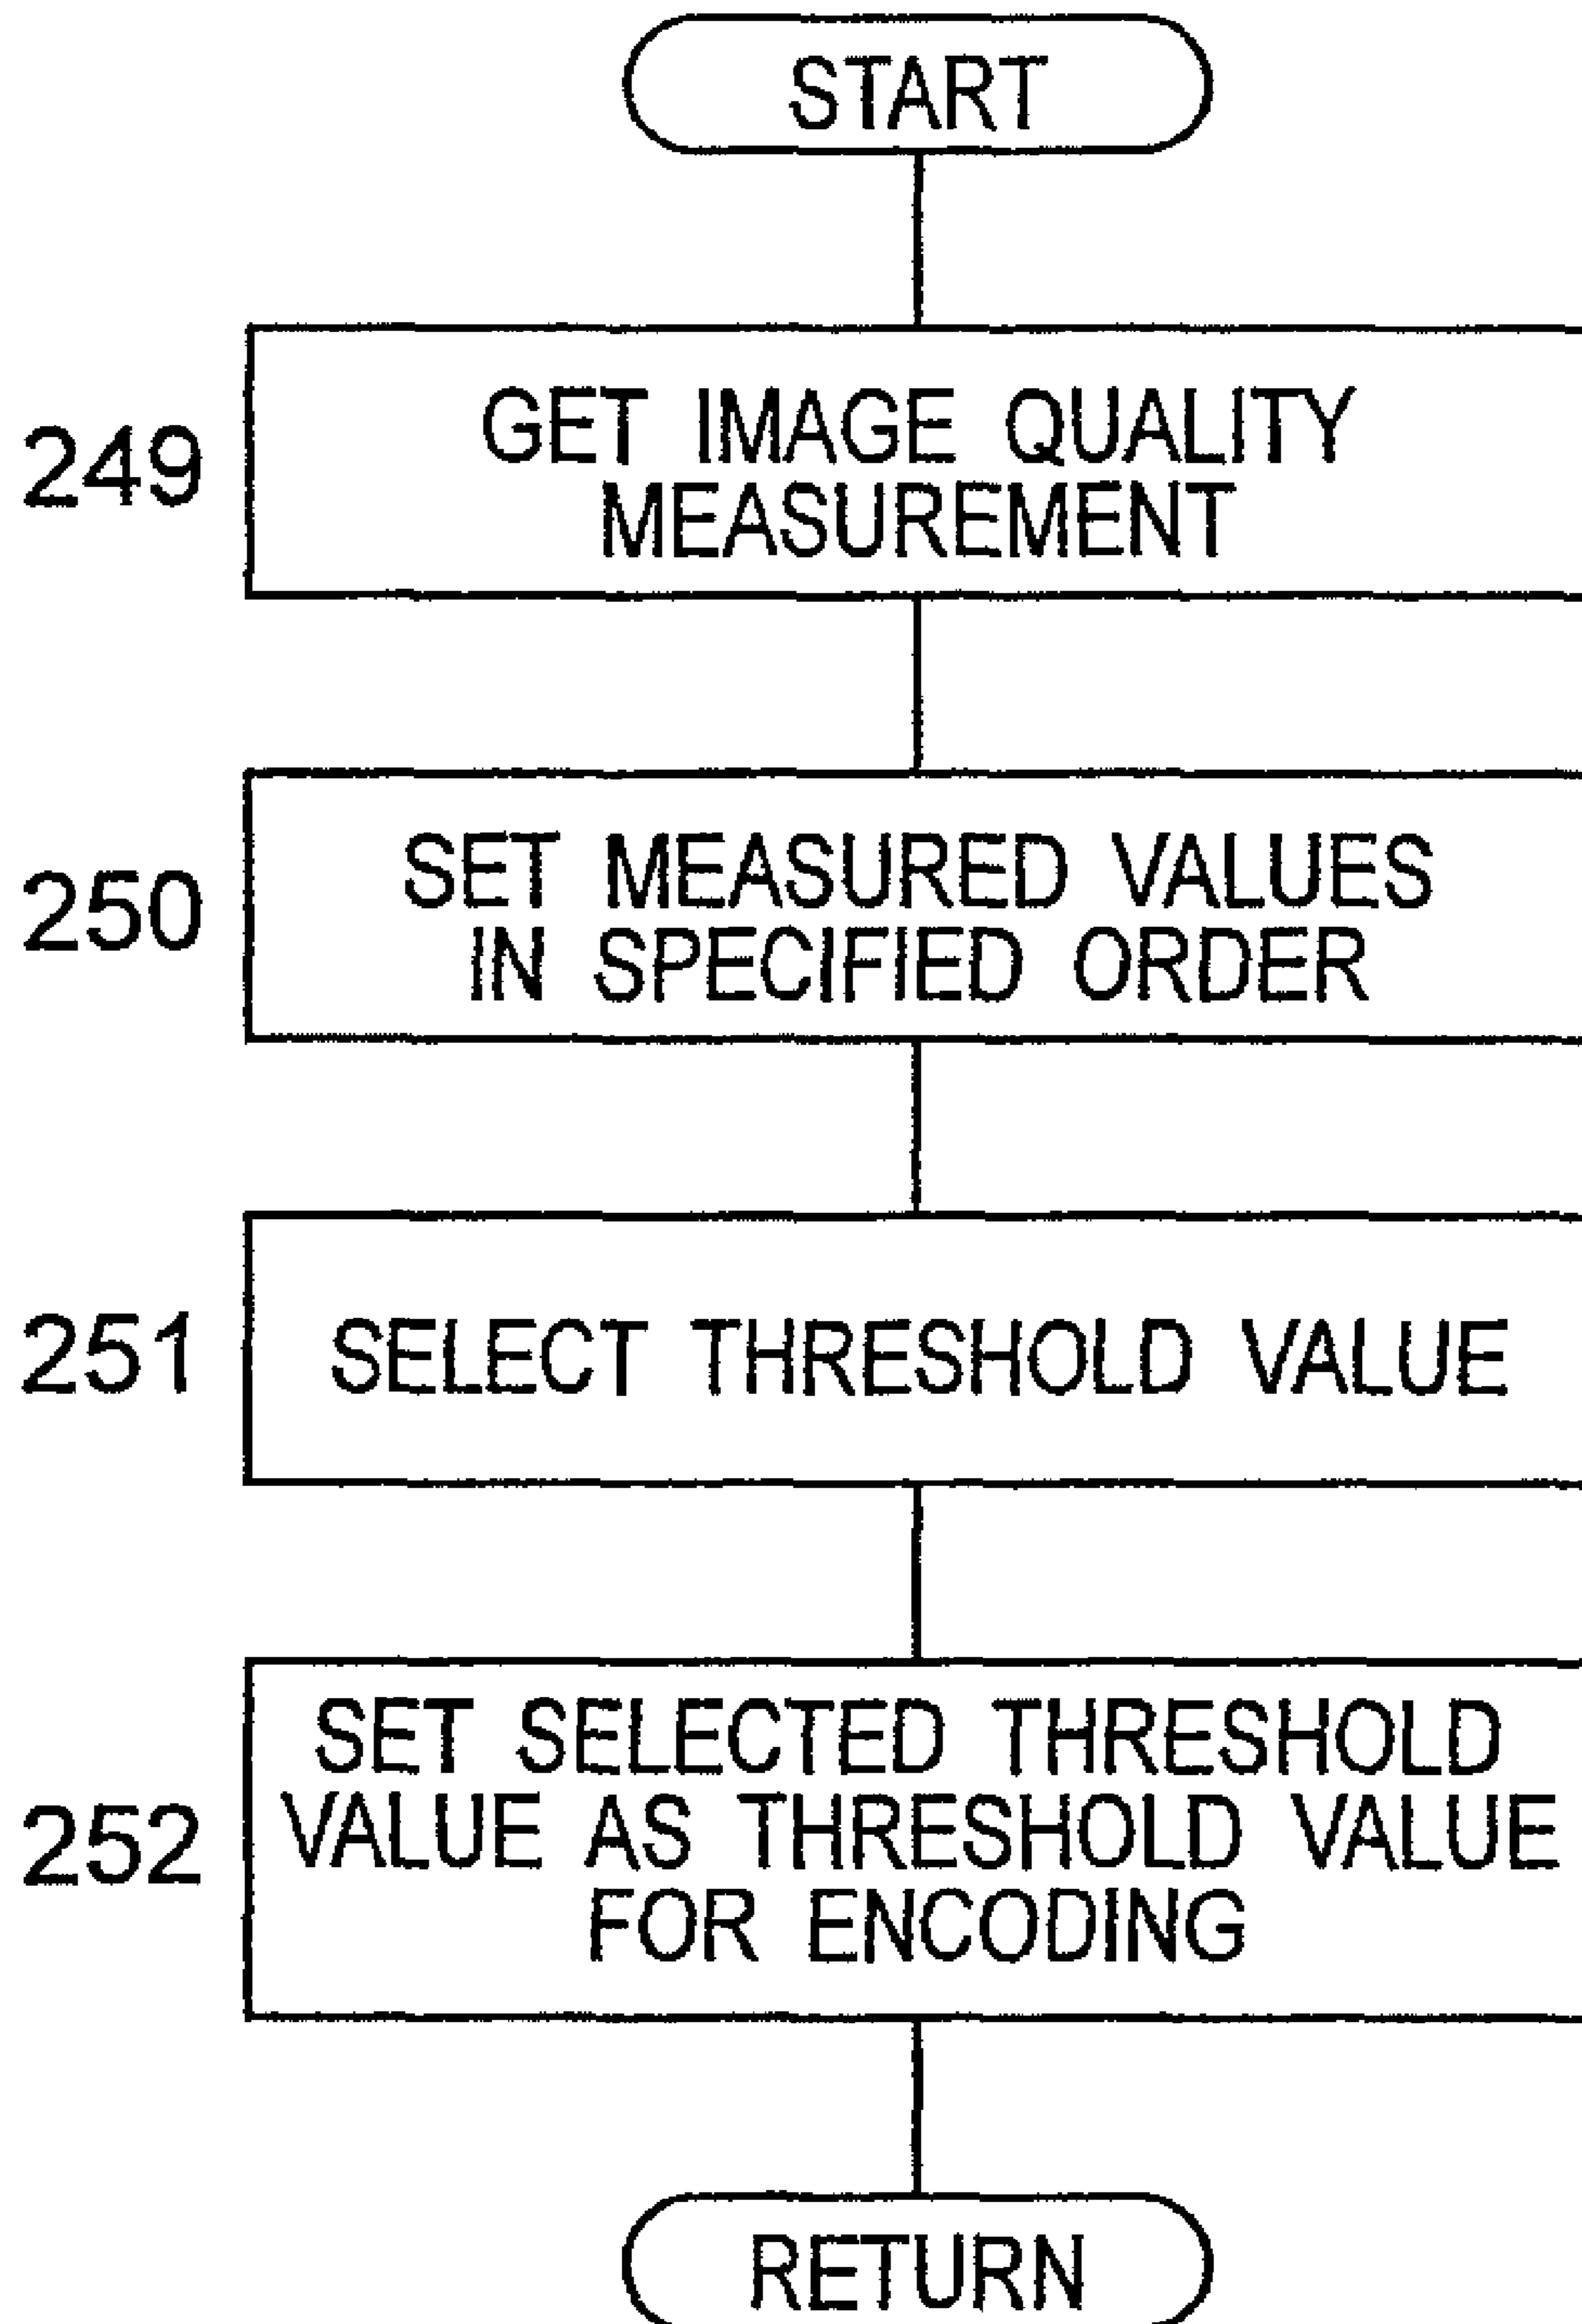 START
249
GET IMAGE QUALITY
MEASUREMENT
250
SET MEASURED VALUES
IN SPECIFIED ORDER
251
SELECT THRESHOLD VALUE
252
SET SELECTED THRESHOLD
VALUE AS THRESHOLD VALUE
FOR ENCODING
RETURN